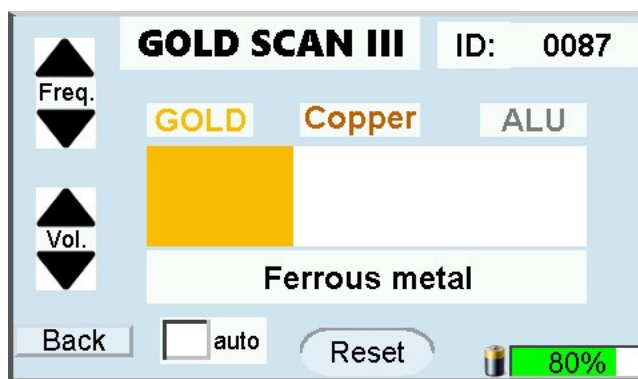 GOLD SCAN III ID: 0087
Freq.
GOLD Copper ALU
Vol.
Ferrous metal
Back auto Reset 80%